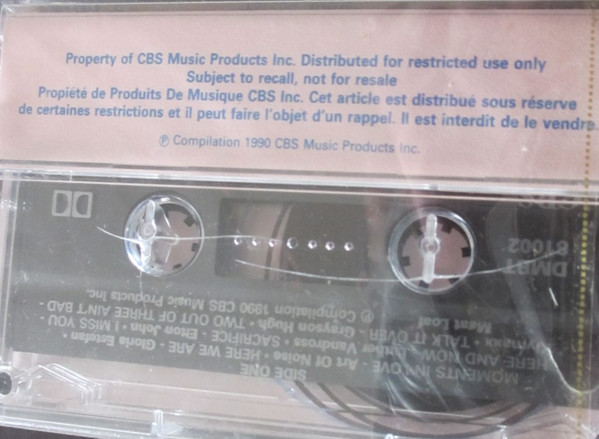 Property of CBS Music Products Inc. Distributed for restricted use only
Subject to recall, not for resale
Propiété de Produits De Musique CBS Inc. Cet article est distribué sous réserve
de certaines restrictions et il peut faire l'objet d'un rappel. Il est interdit de le vendre.
℗ Compilation 1990 CBS Music Products Inc.
SIDE ONE
MOMENTS IN LOVE - Art Of Noise • HERE WE ARE - Gloria Estefan •
HERE AND NOW - Luther Vandross • SACRIFICE - Elton John • I MISS YOU -
Klymaxx • TALK IT OVER - Grayson Hugh • TWO OUT OF THREE AIN'T BAD -
Meat Loaf
℗ Compilation 1990 CBS Music Products Inc.
DMRT
81002